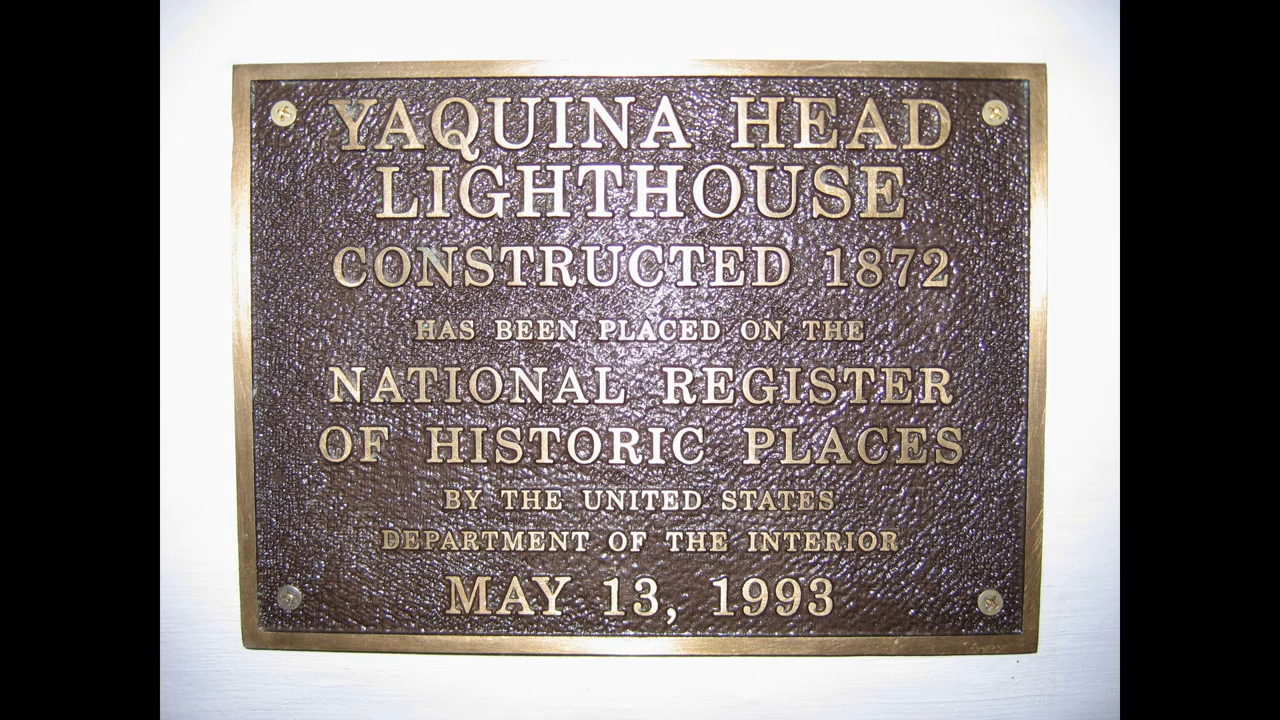 YAQUINA HEAD
LIGHTHOUSE
CONSTRUCTED 1872
HAS BEEN PLACED ON THE
NATIONAL REGISTER
OF HISTORIC PLACES
BY THE UNITED STATES
DEPARTMENT OF THE INTERIOR
MAY 13, 1993